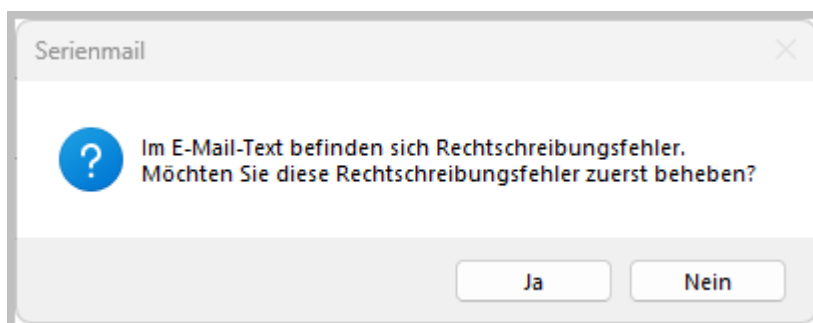 Serienmail
Im E-Mail-Text befinden sich Rechtschreibungsfehler.
Möchten Sie diese Rechtschreibungsfehler zuerst beheben?
Ja
Nein